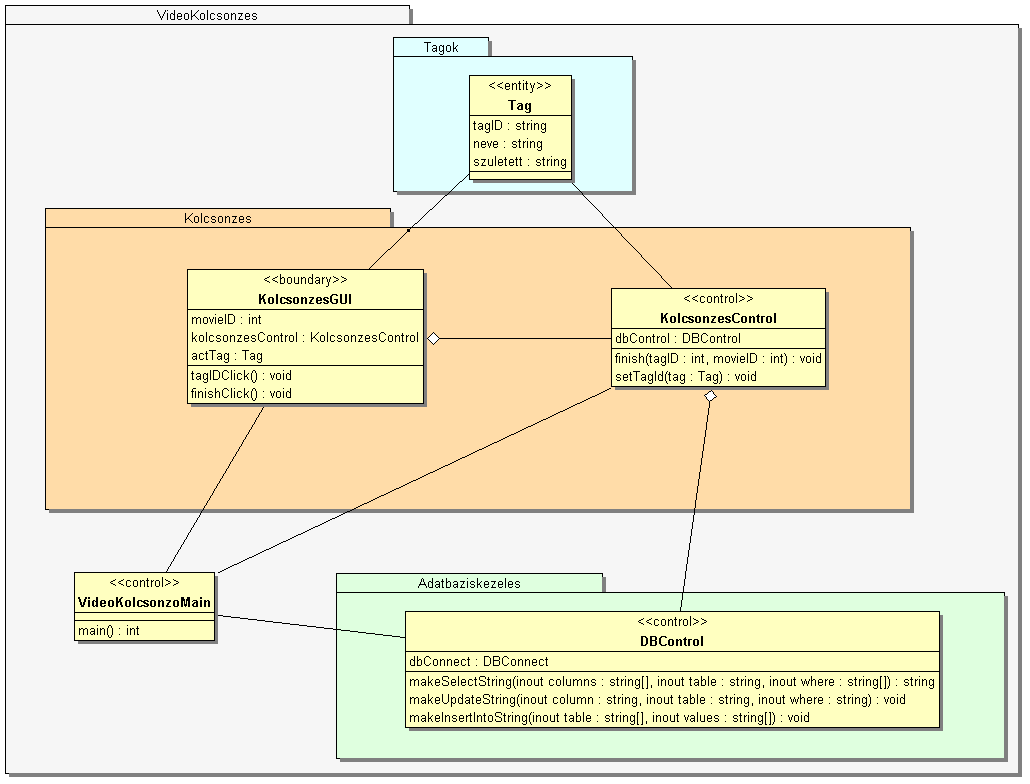 VideoKolcsonzes
Tagok
<<entity>>
Tag
tagID : string
neve : string
szuletett : string
Kolcsonzes
<<boundary>>
KolcsonzesGUI
movieID : int
kolcsonzesControl : KolcsonzesControl
actTag : Tag
tagIDClick() : void
finishClick() : void
<<control>>
KolcsonzesControl
dbControl : DBControl
finish(tagID : int, movieID : int) : void
setTagId(tag : Tag) : void
<<control>>
VideoKolcsonzoMain
main() : int
Adatbaziskezeles
<<control>>
DBControl
dbConnect : DBConnect
makeSelectString(inout columns : string[], inout table : string, inout where : string[]) : string
makeUpdateString(inout column : string, inout table : string, inout where : string) : void
makeInsertIntoString(inout table : string[], inout values : string[]) : void